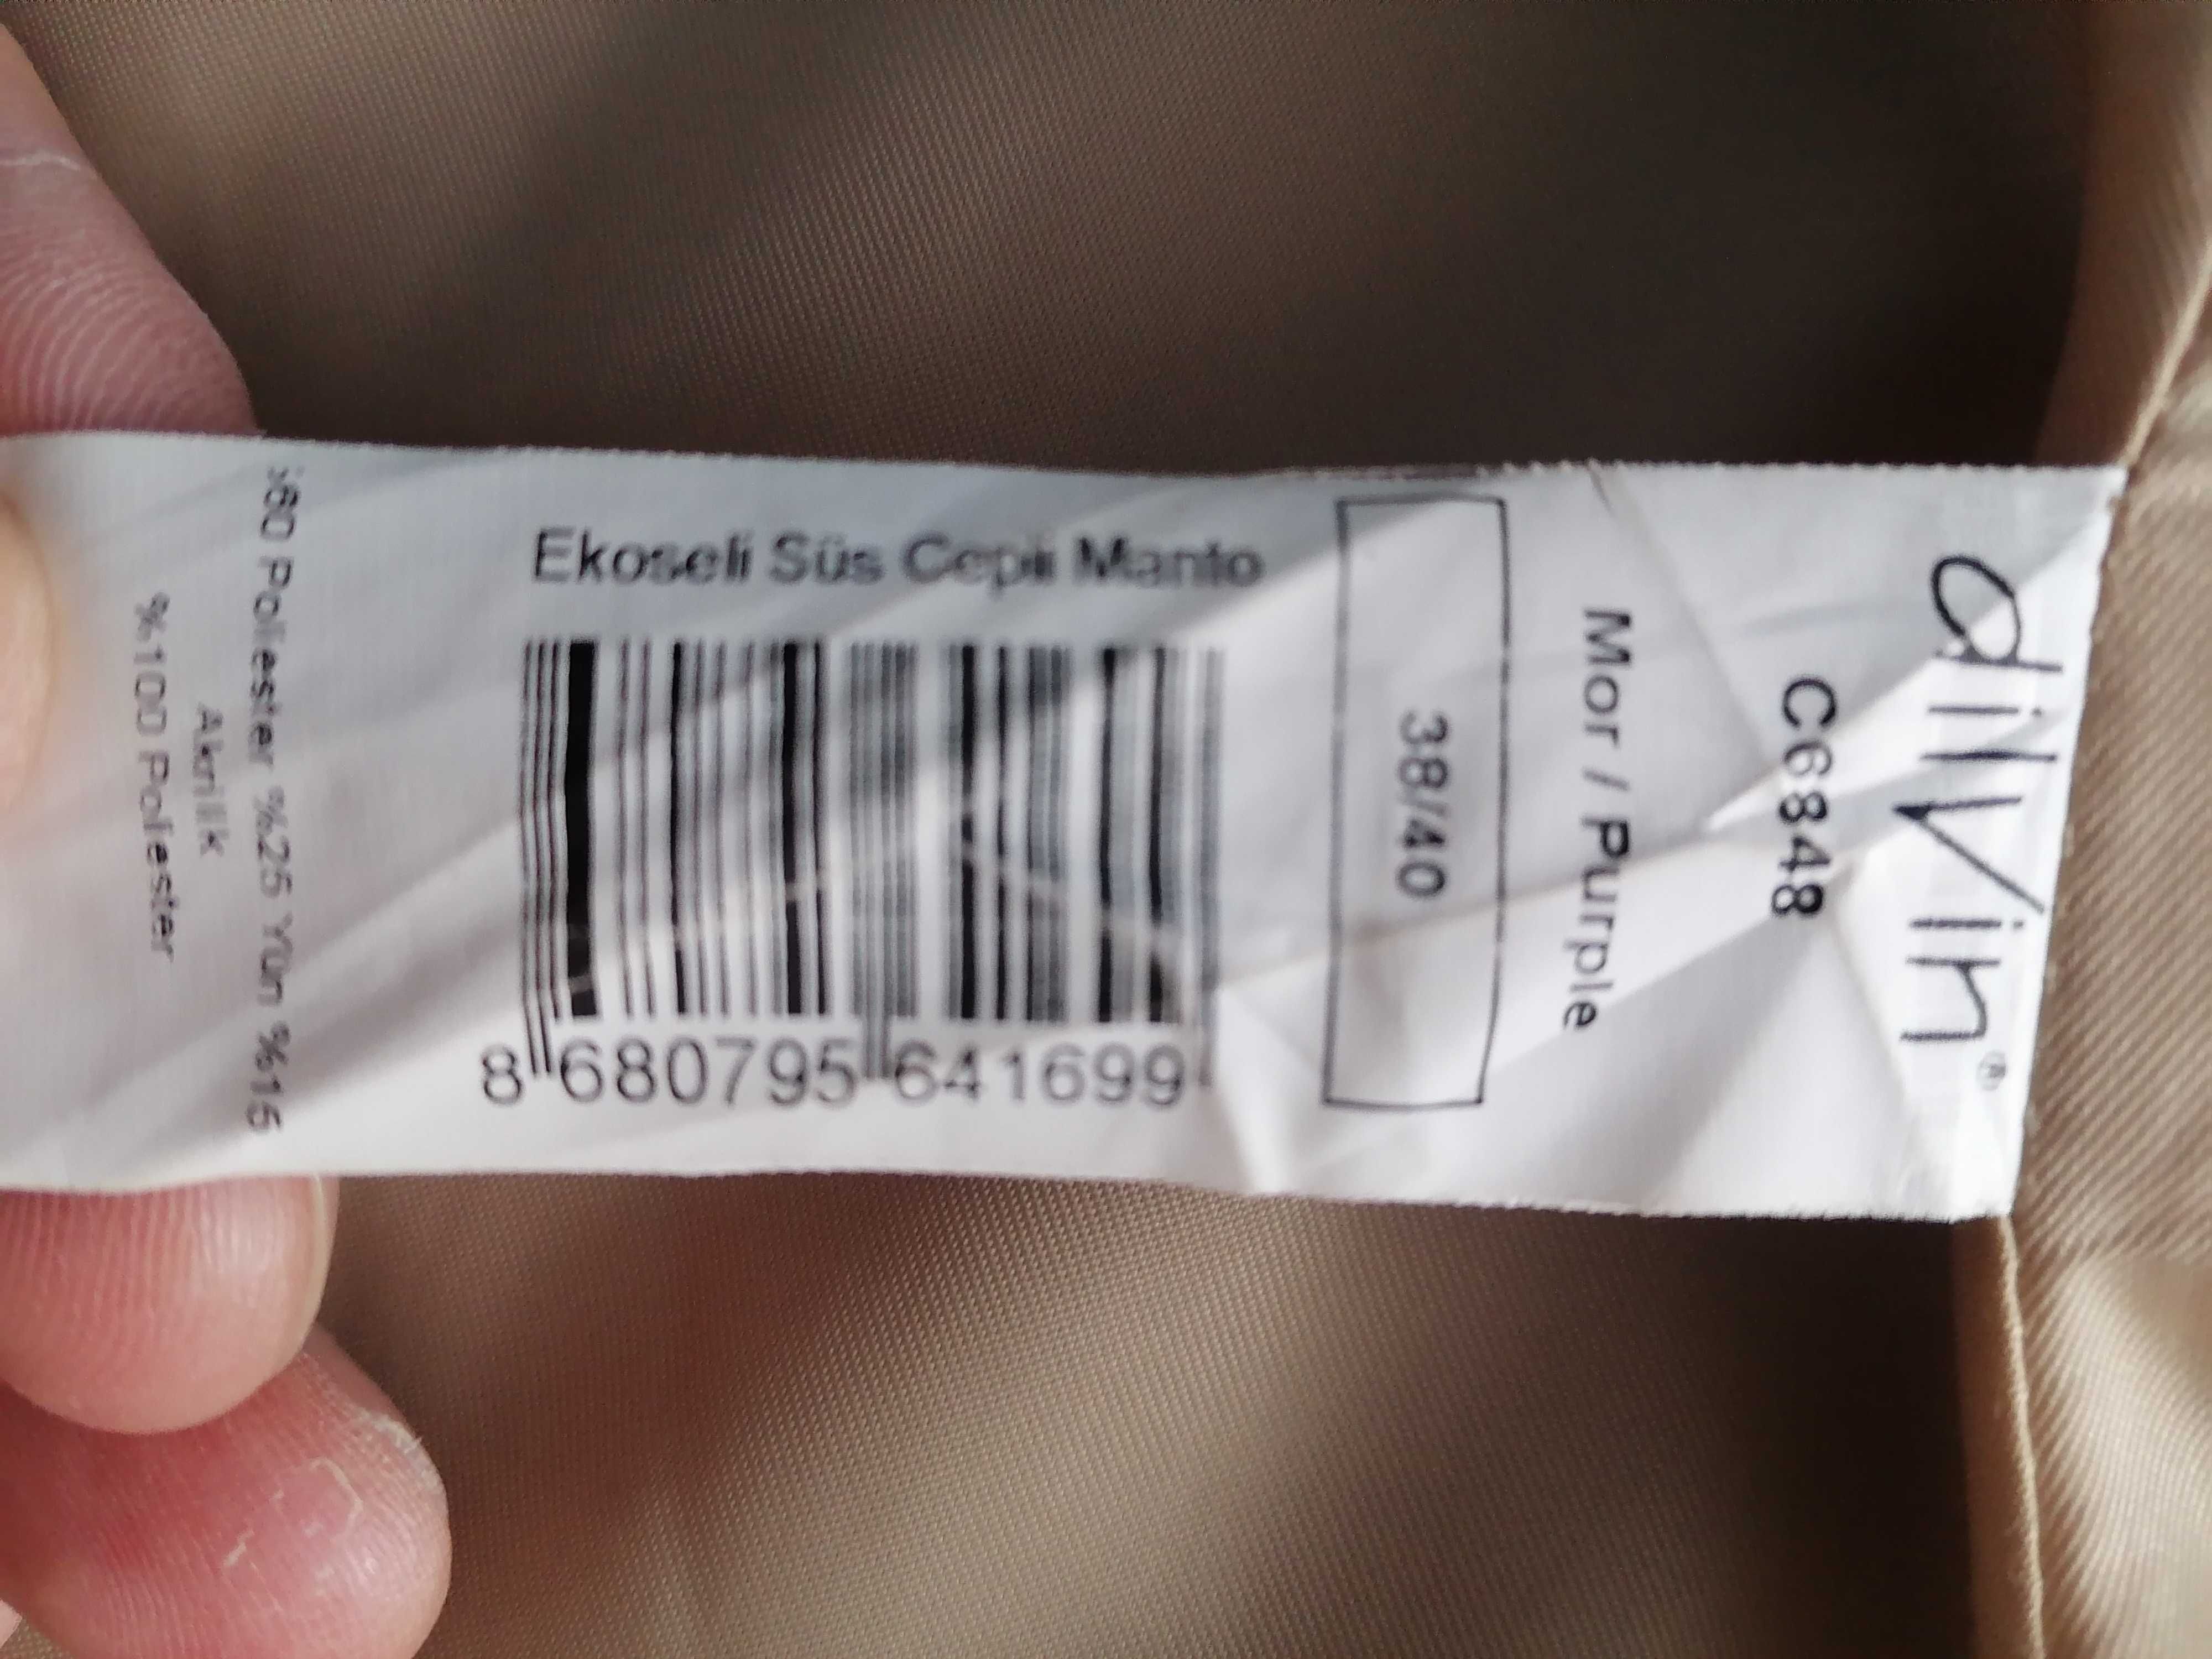 dilvin®
C6848
Mor / Purple
38/40
Ekoseli Süs Cepli Manto
8 680795 641699
%60 Poliester %25 Yün %15
Akrilik
%100 Poliester